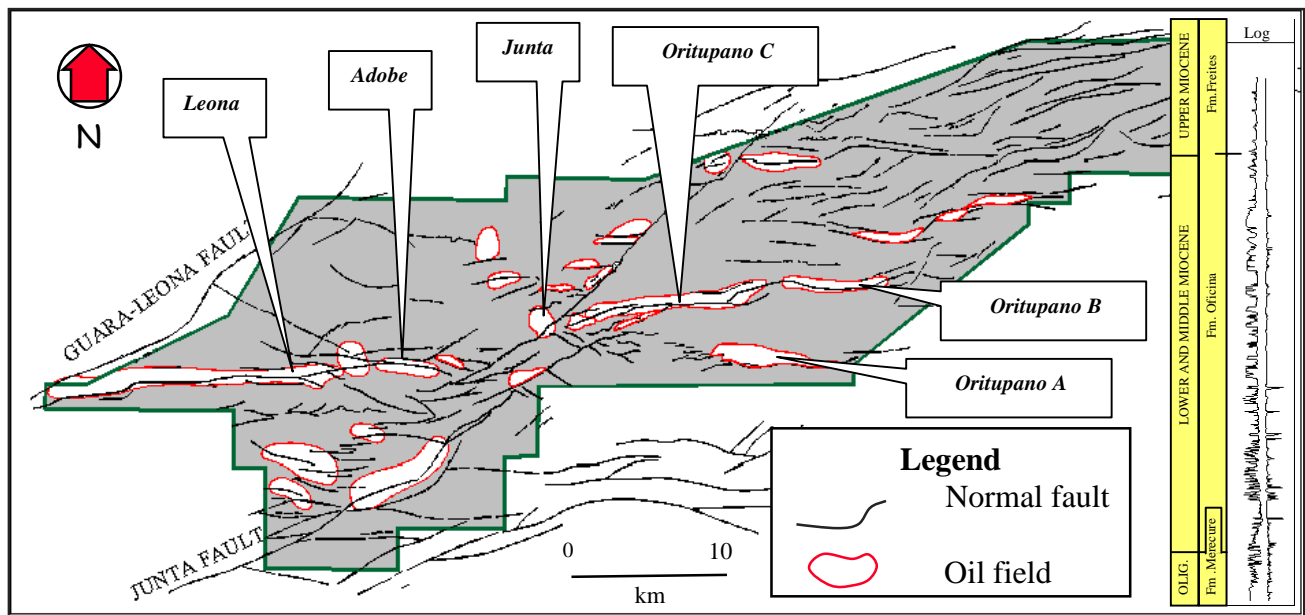 Leona
Adobe
Junta
Oritupano C
Oritupano B
Oritupano A
N
GUARA-LEONA FAULT
JUNTA FAULT
0 10
km
Legend
Normal fault
Oil field
Log
UPPER MIOCENE
Fm.Freites
LOWER AND MIDDLE MIOCENE
Fm. Oficina
OLIG.
Fm .Merecure